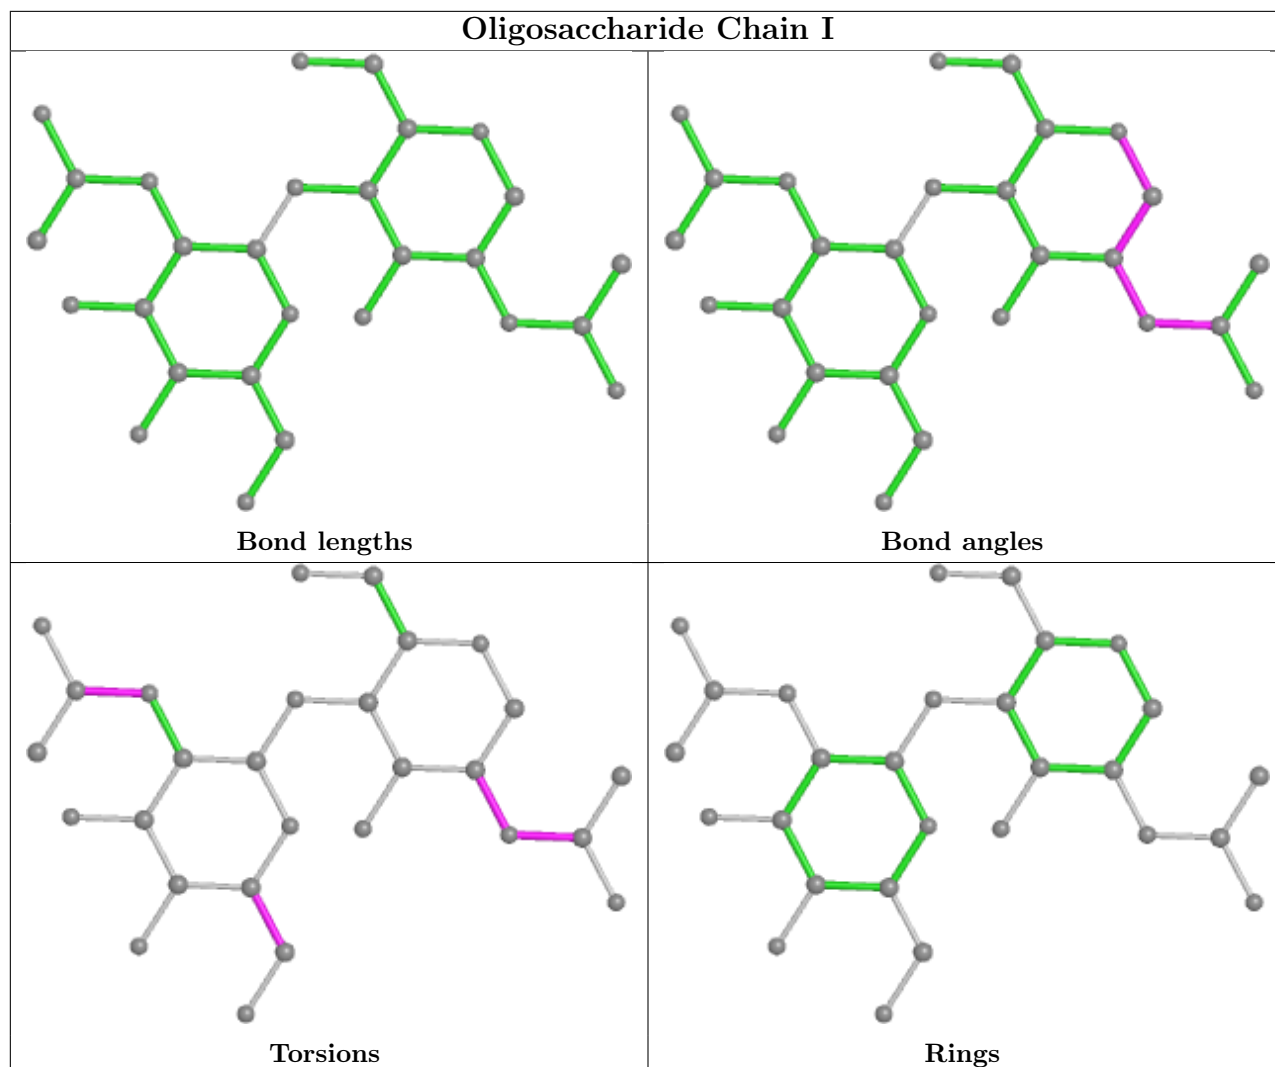 Oligosaccharide Chain I
Bond lengths
Bond angles
Torsions
Rings